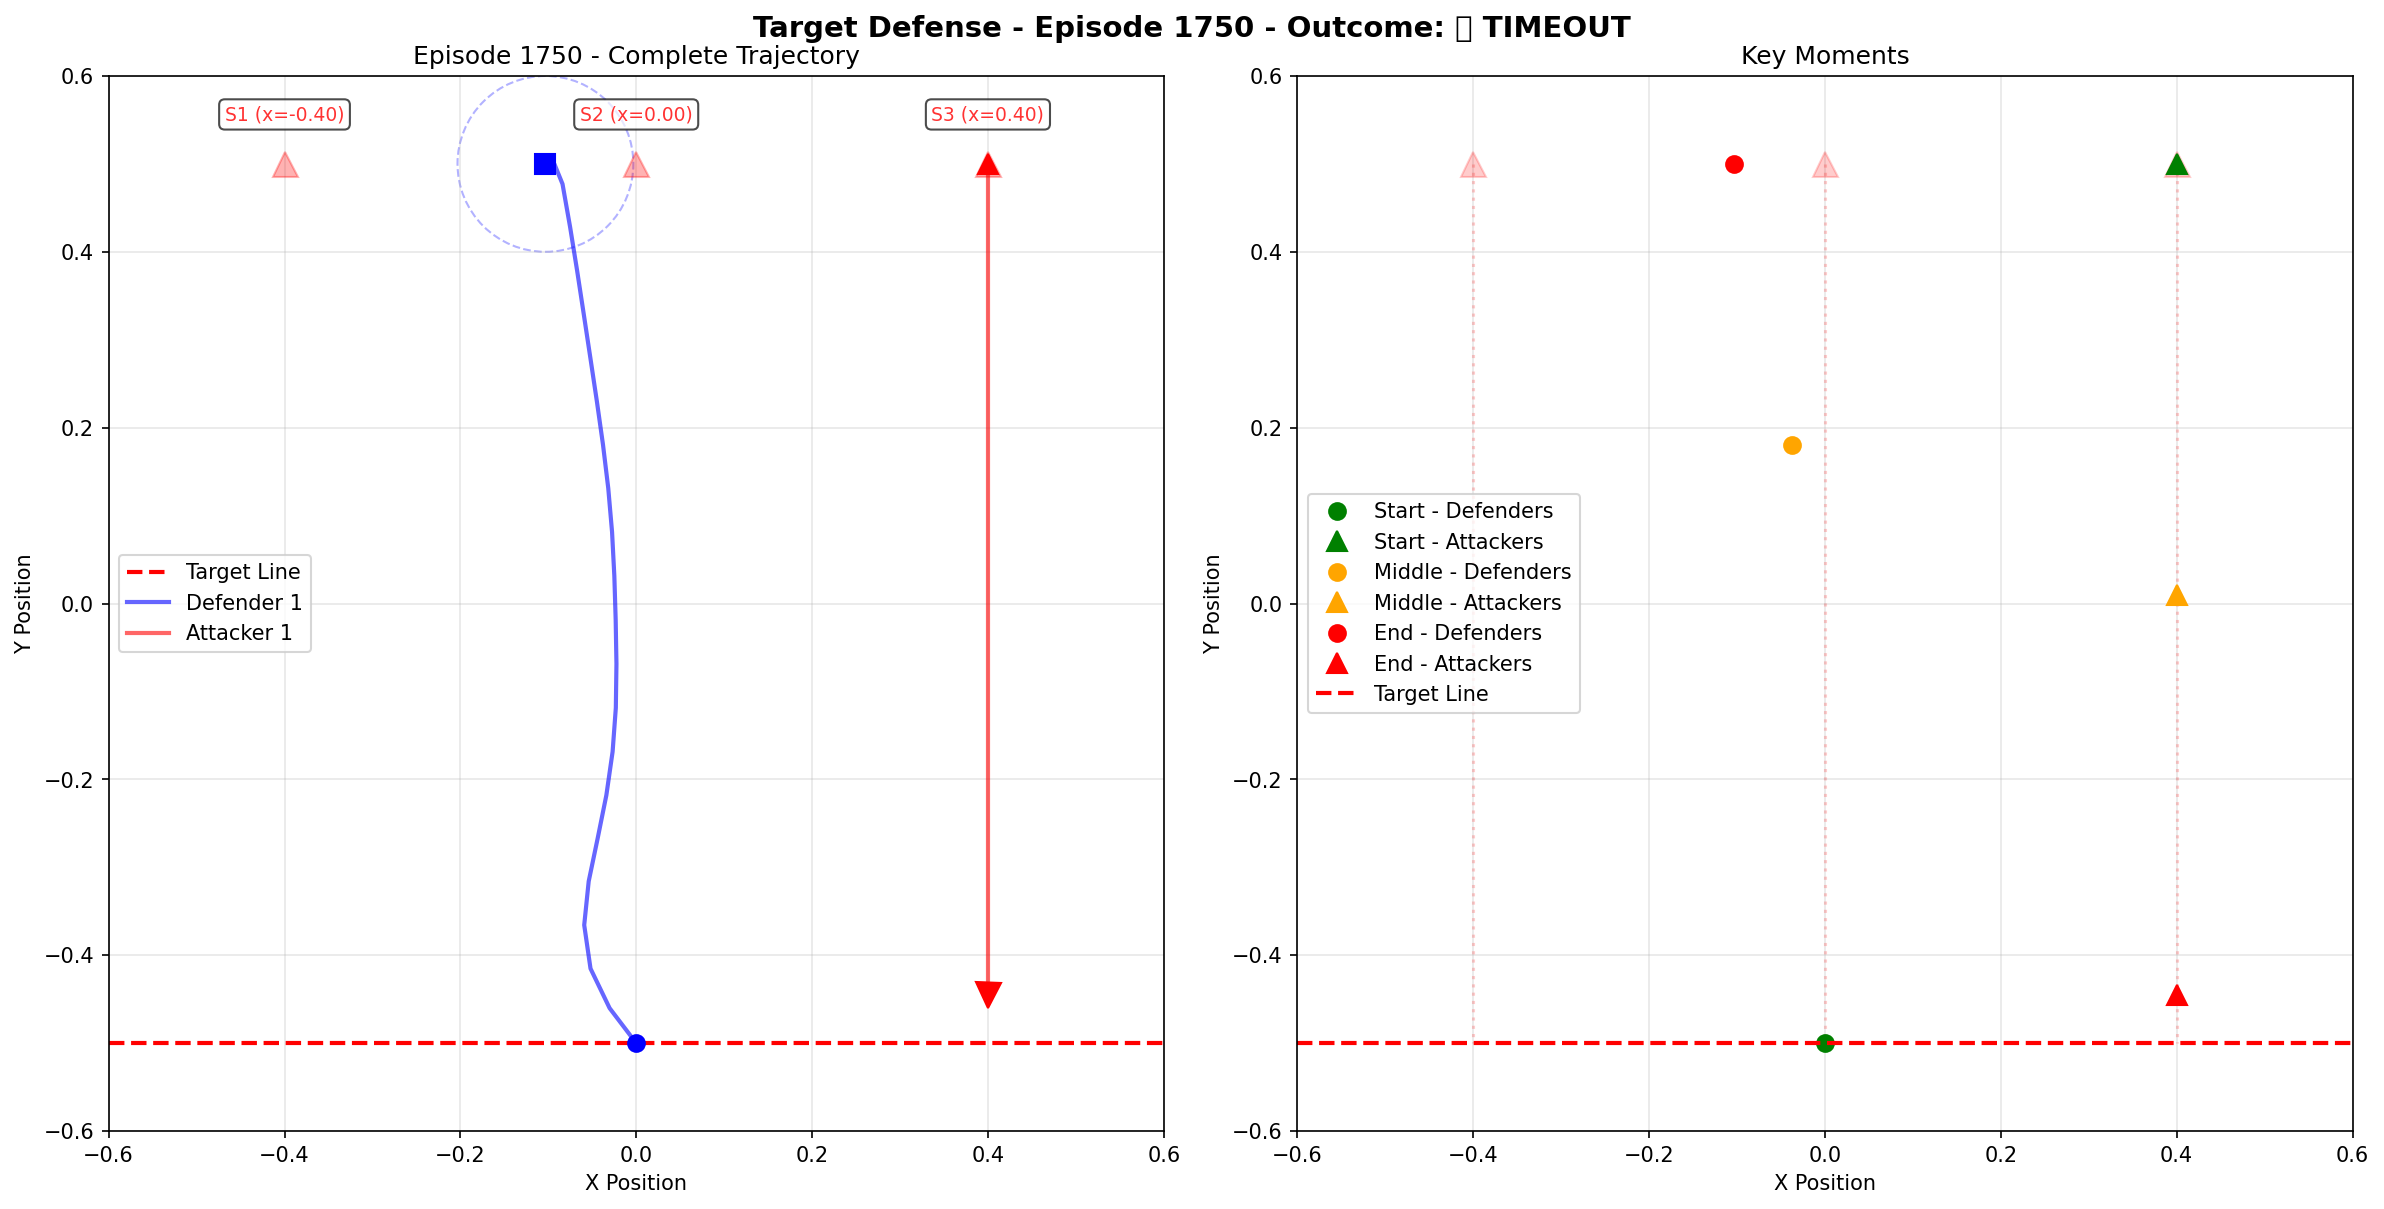 Target Defense - Episode 1750 - Outcome: ▯ TIMEOUT
Episode 1750 - Complete Trajectory
0.6
0.4
0.2
0.0
−0.2
−0.4
−0.6
Y Position
S1 (x=-0.40)
S2 (x=0.00)
S3 (x=0.40)
Target Line
Defender 1
Attacker 1
−0.6
−0.4
−0.2
0.0
0.2
0.4
0.6
X Position
Key Moments
0.6
0.4
0.2
0.0
−0.2
−0.4
−0.6
Y Position
Start - Defenders
Start - Attackers
Middle - Defenders
Middle - Attackers
End - Defenders
End - Attackers
Target Line
−0.6
−0.4
−0.2
0.0
0.2
0.4
0.6
X Position